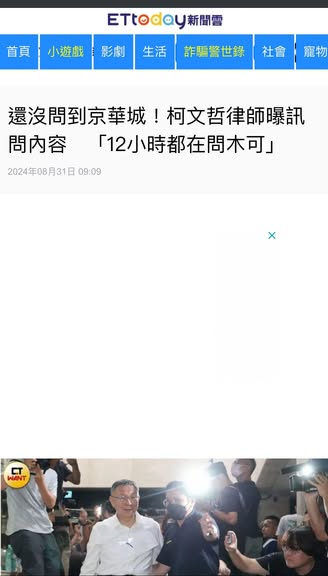 ETtoday新聞雲
首頁 小遊戲 影劇 生活 詐騙警世錄 社會 寵物
還沒問到京華城！柯文哲律師曝訊
問內容　「12小時都在問木可」
2024年08月31日 09:09
CT
WANT